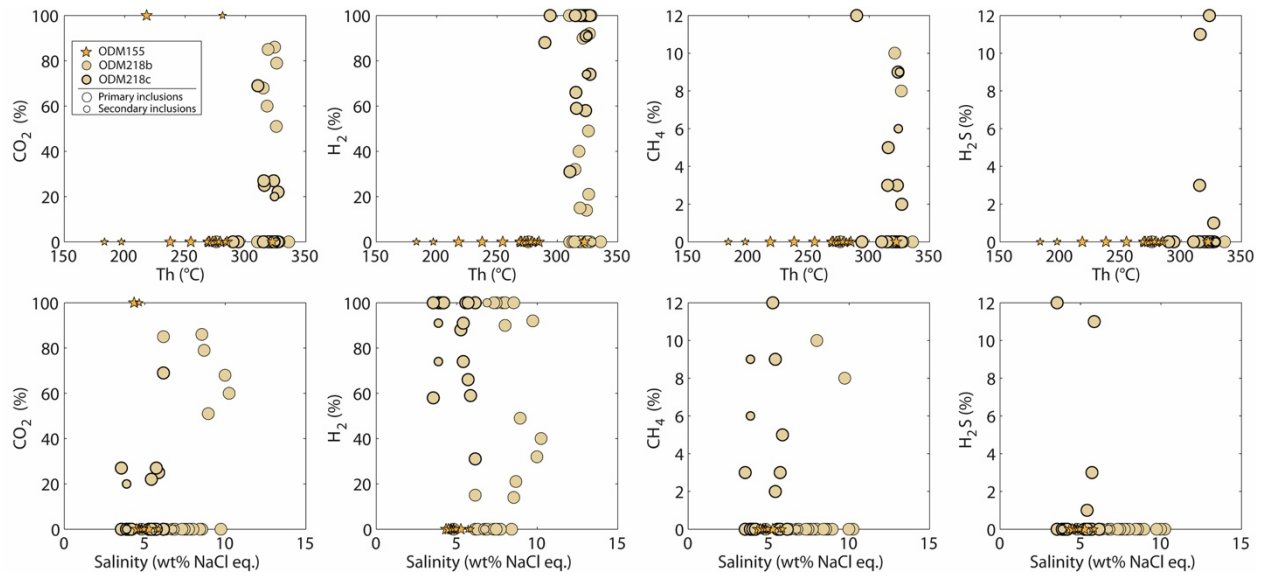 100
80
60
40
20
0
CO2 (%)
ODM155
ODM218b
ODM218c
Primary inclusions
Secondary inclusions
150 200 250 300 350
Th (°C)
100
80
60
40
20
0
H2 (%)
150 200 250 300 350
Th (°C)
12
10
8
6
4
2
0
CH4 (%)
150 200 250 300 350
Th (°C)
12
10
8
6
4
2
0
H2S (%)
150 200 250 300 350
Th (°C)
100
80
60
40
20
0
CO2 (%)
0 5 10 15
Salinity (wt% NaCl eq.)
100
80
60
40
20
0
H2 (%)
0 5 10 15
Salinity (wt% NaCl eq.)
12
10
8
6
4
2
0
CH4 (%)
0 5 10 15
Salinity (wt% NaCl eq.)
12
10
8
6
4
2
0
H2S (%)
0 5 10 15
Salinity (wt% NaCl eq.)